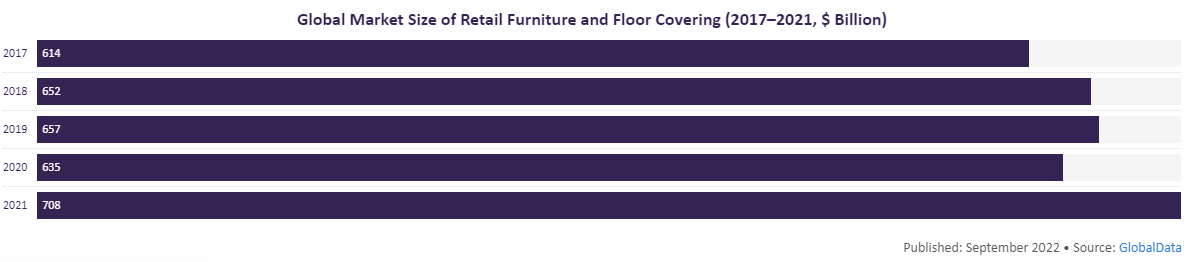 Global Market Size of Retail Furniture and Floor Covering (2017–2021, $ Billion)
2017 614
2018 652
2019 657
2020 635
2021 708
Published: September 2022 • Source: GlobalData